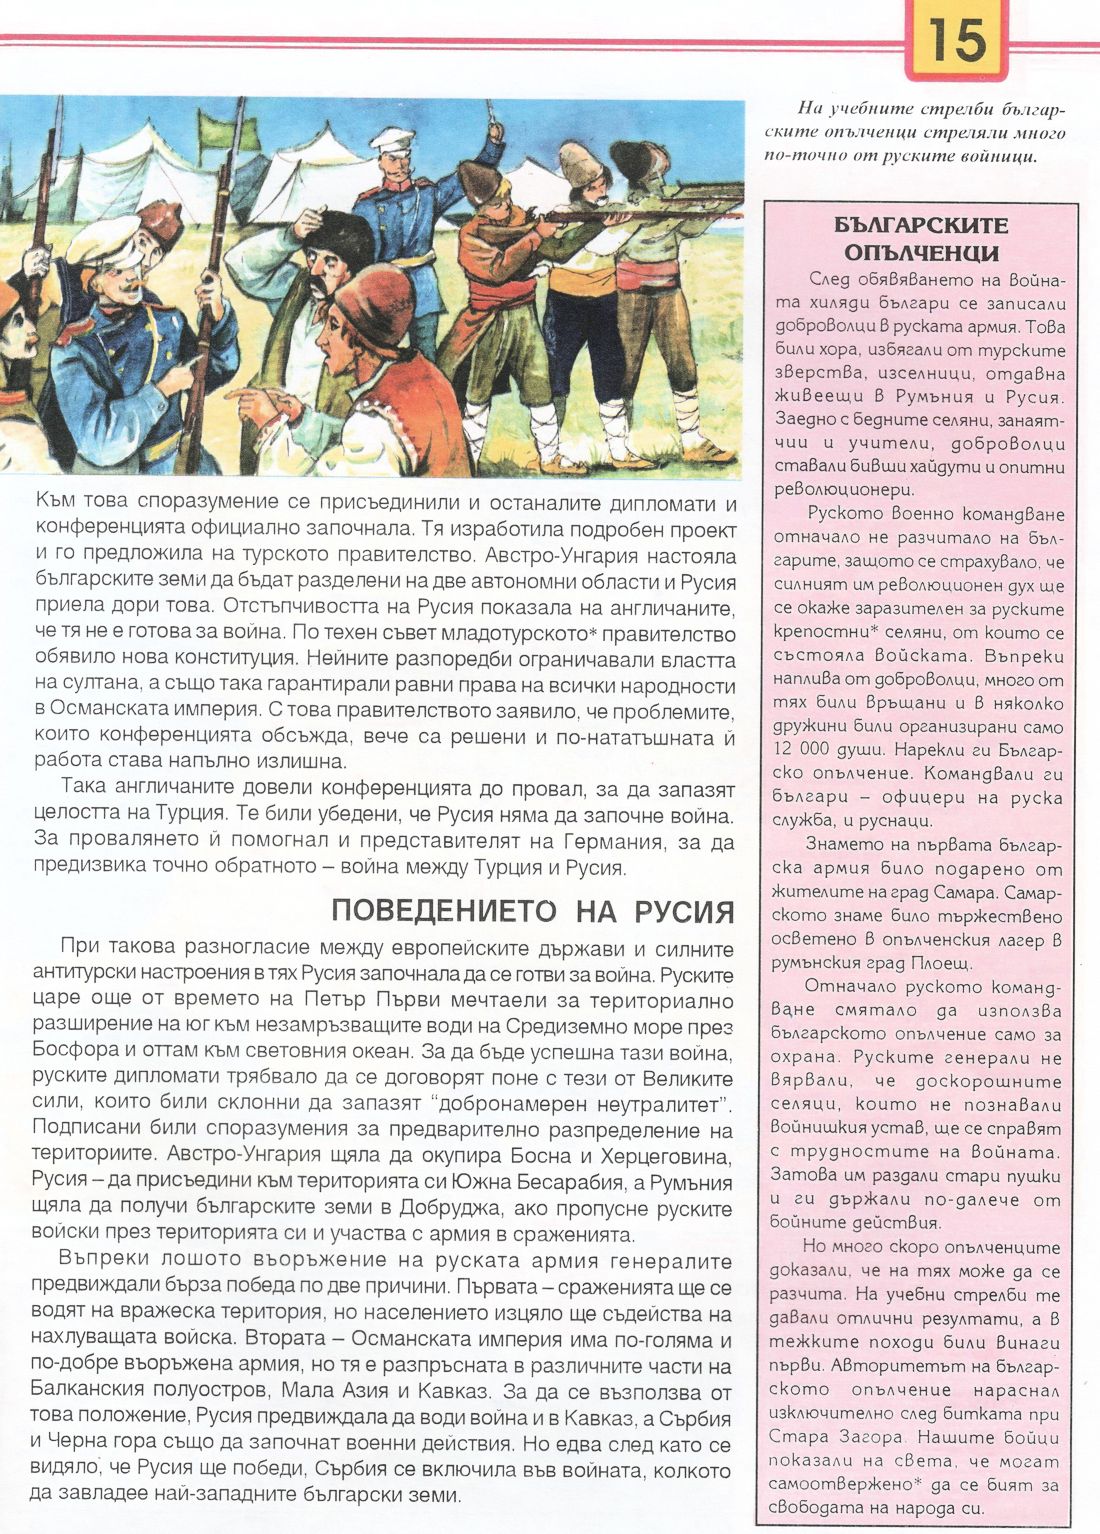 15
На учебните стрелби българ-
ските опълченци стреляли много
по-точно от руските войници.
Към това споразумение се присъединили и останалите дипломати и
конференцията официално започнала. Тя изработила подробен проект
и го предложила на турското правителство. Австро-Унгария настояла
българските земи да бъдат разделени на две автономни области и Русия
приела дори това. Отстъпчивостта на Русия показала на англичаните,
че тя не е готова за война. По техен съвет младотурското* правителство
обявило нова конституция. Нейните разпоредби ограничавали властта
на султана, а също така гарантирали равни права на всички народности
в Османската империя. С това правителството заявило, че проблемите,
които конференцията обсъжда, вече са решени и по-нататъшната й
работа става напълно излишна.
Така англичаните довели конференцията до провал, за да запазят
целостта на Турция. Те били убедени, че Русия няма да започне война.
За провалянето й помогнал и представителят на Германия, за да
предизвика точно обратното – война между Турция и Русия.
ПОВЕДЕНИЕТО НА РУСИЯ
При такова разногласие между европейските държави и силните
антитурски настроения в тях Русия започнала да се готви за война. Руските
царе още от времето на Петър Първи мечтаели за териториално
разширение на юг към незамръзващите води на Средиземно море през
Босфора и оттам към световния океан. За да бъде успешна тази война,
руските дипломати трябвало да се договорят поне с тези от Великите
сили, които били склонни да запазят “добронамерен неутралитет”.
Подписани били споразумения за предварително разпределение на
териториите. Австро-Унгария щяла да окупира Босна и Херцеговина,
Русия – да присъедини към територията си Южна Бесарабия, а Румъния
щяла да получи българските земи в Добруджа, ако пропусне руските
войски през територията си и участва с армия в сраженията.
Въпреки лошото въоръжение на руската армия генералите
предвиждали бърза победа по две причини. Първата – сраженията ще се
водят на вражеска територия, но населението изцяло ще съдейства на
нахлуващата войска. Втората – Османската империя има по-голяма и
по-добре въоръжена армия, но тя е разпръсната в различните части на
Балканския полуостров, Мала Азия и Кавказ. За да се възползва от
това положение, Русия предвиждала да води война и в Кавказ, а Сърбия
и Черна гора също да започнат военни действия. Но едва след като се
видяло, че Русия ще победи, Сърбия се включила във войната, колкото
да завладее най-западните български земи.
БЪЛГАРСКИТЕ
ОПЪЛЧЕНЦИ
След обявяването на война-
та хиляди българи се записали
доброволци в руската армия. Това
били хора, избягали от турските
зверства, изселници, отдавна
живеещи в Румъния и Русия.
Заедно с бедните селяни, занаят-
чии и учители, доброволци
ставали бивши хайдути и опитни
революционери.
Руското военно командване
отначало не разчитало на бъл-
гарите, защото се страхувало, че
силният им революционен дух ще
се окаже заразителен за руските
крепостни* селяни, от които се
състояла войската. Въпреки
наплива от доброволци, много от
тях били връщани и в няколко
дружини били организирани само
12 000 души. Нарекли ги Българ-
ско опълчение. Командвали ги
българи – офицери на руска
служба, и руснаци.
Знамето на първата българ-
ска армия било подарено от
жителите на град Самара. Самар-
ското знаме било тържествено
осветено в опълченския лагер в
румънския град Плоещ.
Отначало руското команд-
ване смятало да използва
българското опълчение само за
охрана. Руските генерали не
вярвали, че доскорошните
селяци, които не познавали
войнишкия устав, ще се справят
с трудностите на войната.
Затова им раздали стари пушки
и ги държали по-далече от
бойните действия.
Но много скоро опълченците
доказали, че на тях може да се
разчита. На учебни стрелби те
давали отлични резултати, а в
тежките походи били винаги
първи. Авторитетът на българ-
ското опълчение нараснал
изключително след битката при
Стара Загора. Нашите бойци
показали на света, че могат
самоотвержено* да се бият за
свободата на народа си.